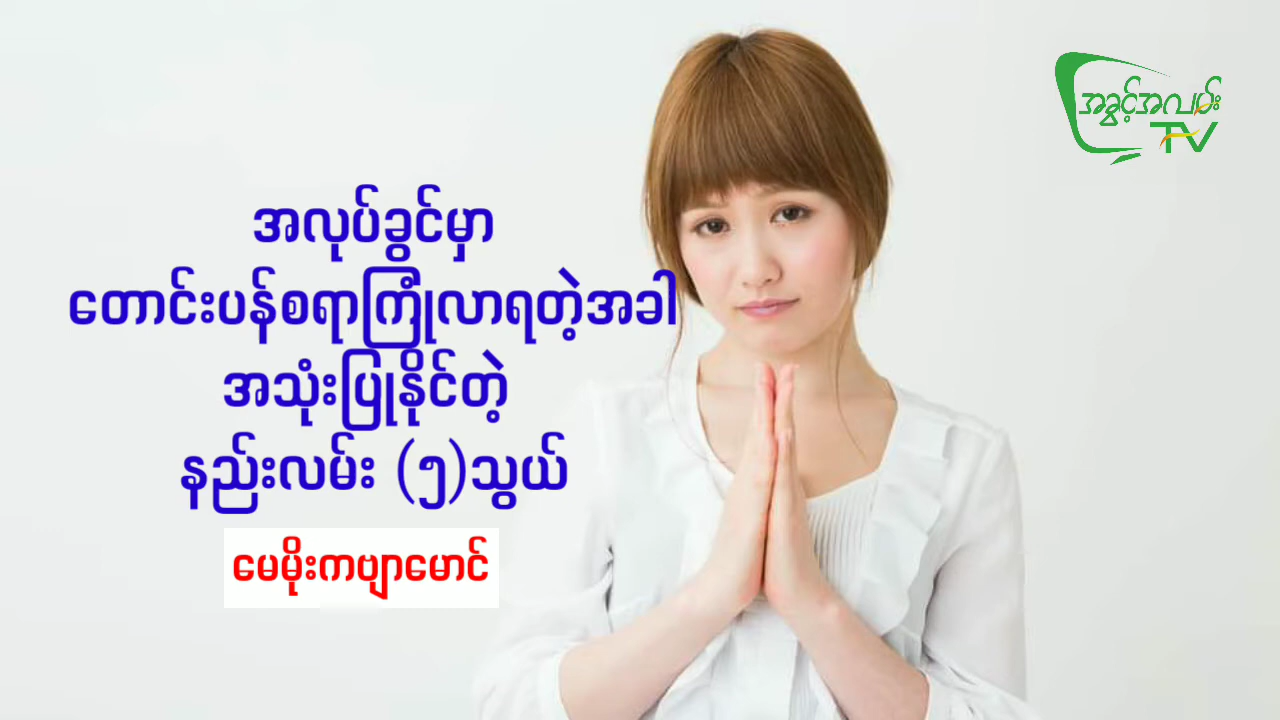 အခွင့်အလမ်း
TV
အလုပ်ခွင်မှာ
တောင်းပန်စရာကြုံလာရတဲ့အခါ
အသုံးပြုနိုင်တဲ့
နည်းလမ်း (၅)သွယ်
မေမိုးကဗျာမောင်